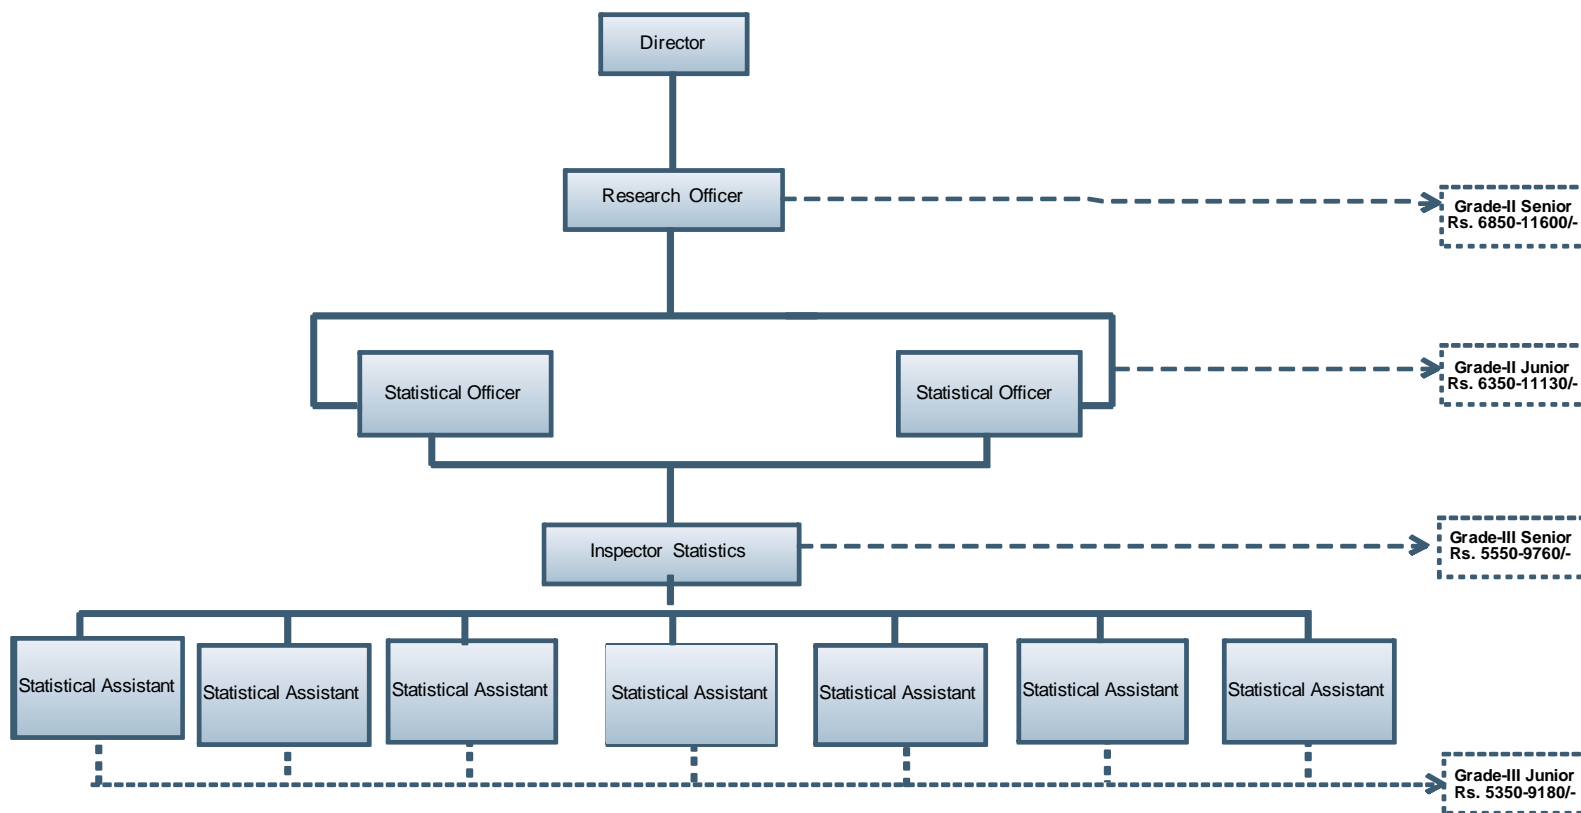 Director
Research Officer
Grade-II Senior
Rs. 6850-11600/-
Statistical Officer
Statistical Officer
Grade-II Junior
Rs. 6350-11130/-
Inspector Statistics
Grade-III Senior
Rs. 5550-9760/-
Statistical Assistant
Statistical Assistant
Statistical Assistant
Statistical Assistant
Statistical Assistant
Statistical Assistant
Statistical Assistant
Grade-III Junior
Rs. 5350-9180/-